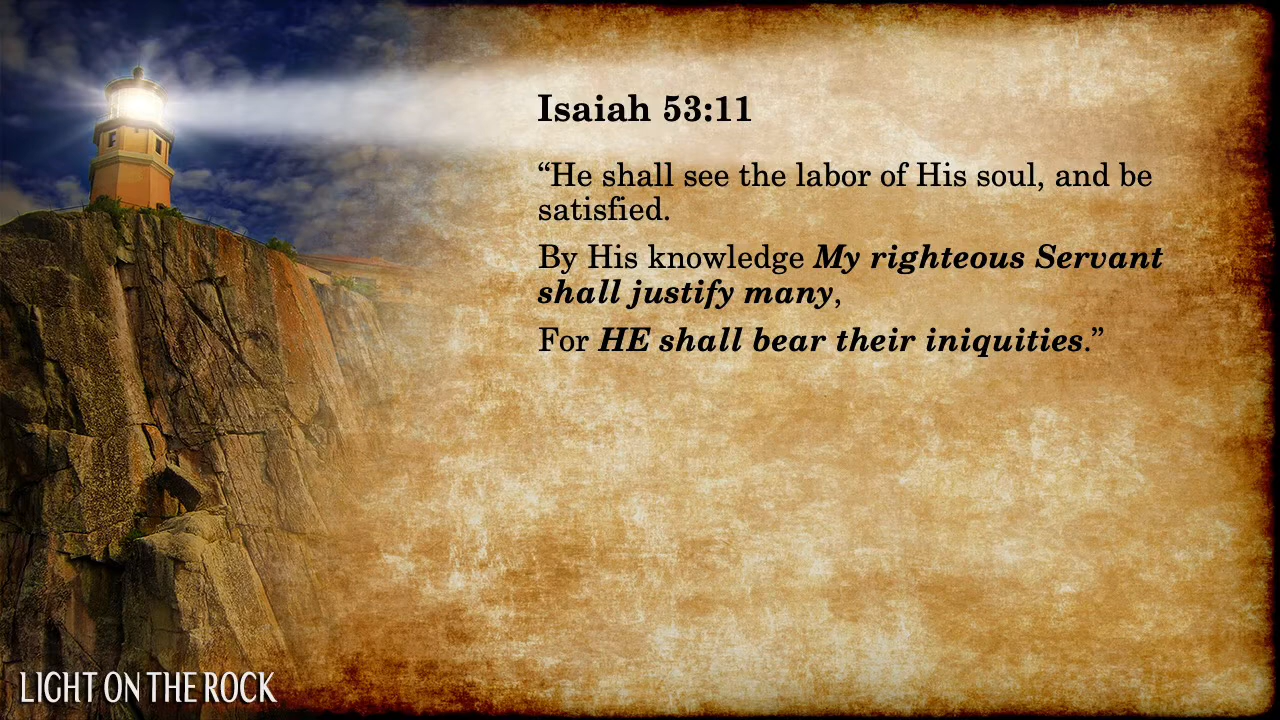 Isaiah 53:11
“He shall see the labor of His soul, and be
satisfied.
By His knowledge My righteous Servant
shall justify many,
For HE shall bear their iniquities.”
LIGHT ON THE ROCK